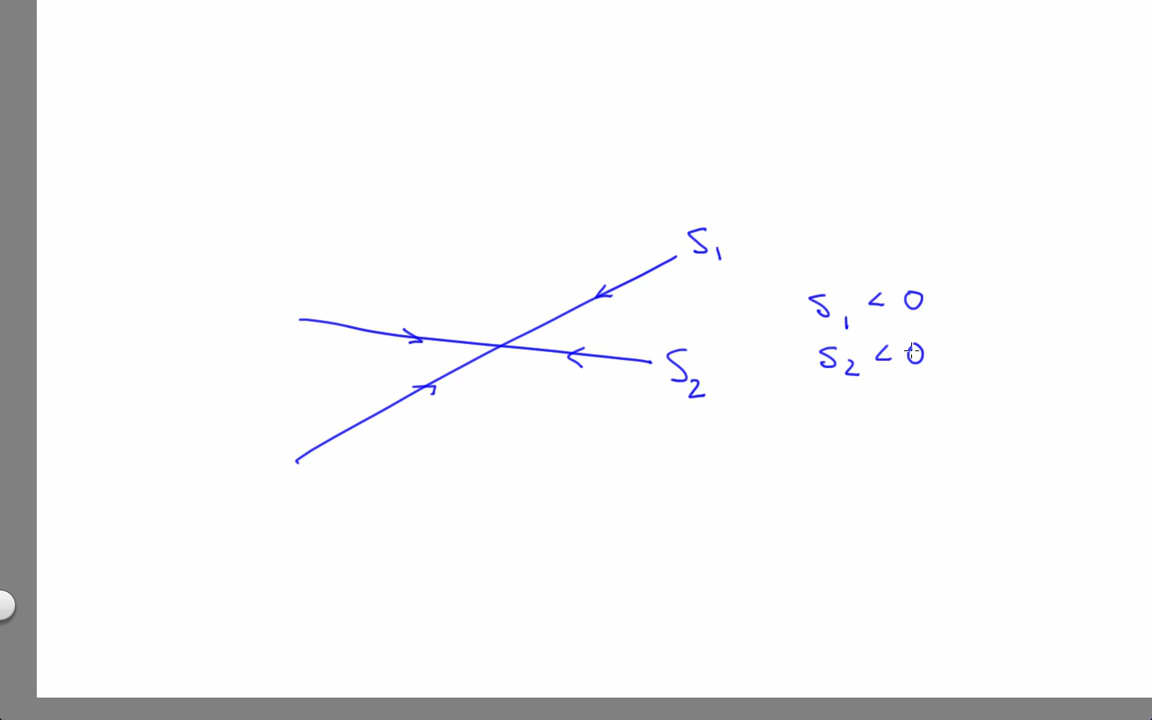 S₁
S₁ < 0
S₂ < 0
S₂